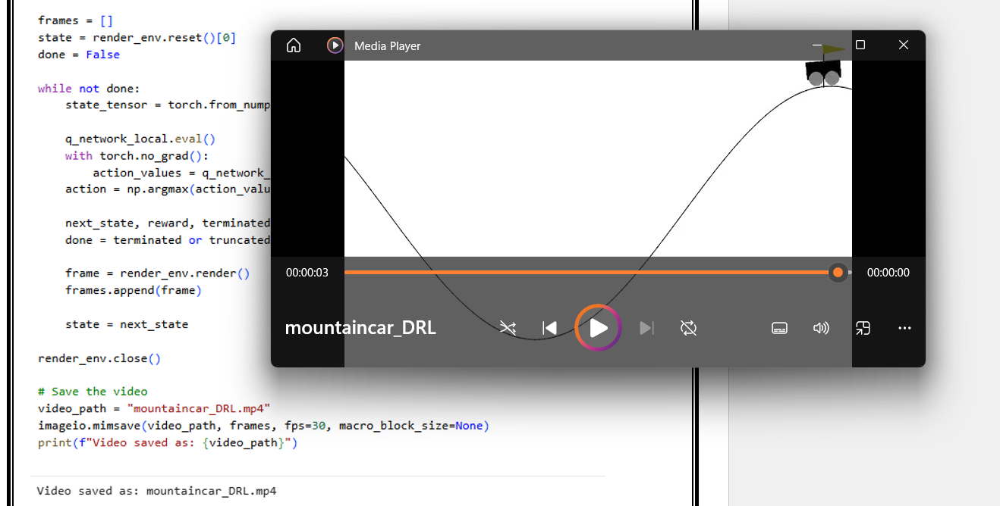 frames = []
state = render_env.reset()[0]
done = False
while not done:
state_tensor = torch.from_nump
q_network_local.eval()
with torch.no_grad():
action_values = q_network_
action = np.argmax(action_valu
next_state, reward, terminated
done = terminated or truncated
frame = render_env.render()
frames.append(frame)
state = next_state
render_env.close()
# Save the video
video_path = "mountaincar_DRL.mp4"
imageio.mimsave(video_path, frames, fps=30, macro_block_size=None)
print(f"Video saved as: {video_path}")
Video saved as: mountaincar_DRL.mp4
Media Player
00:00:03
00:00:00
mountaincar_DRL